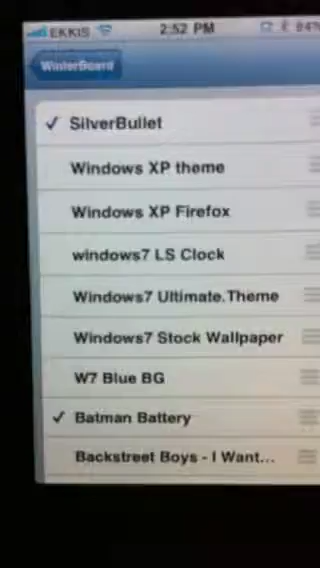 EKKIS 2:52 PM 84%
WinterBoard
SilverBullet
Windows XP theme
Windows XP Firefox
windows7 LS Clock
Windows7 Ultimate.Theme
Windows7 Stock Wallpaper
W7 Blue BG
Batman Battery
Backstreet Boys - I Want...